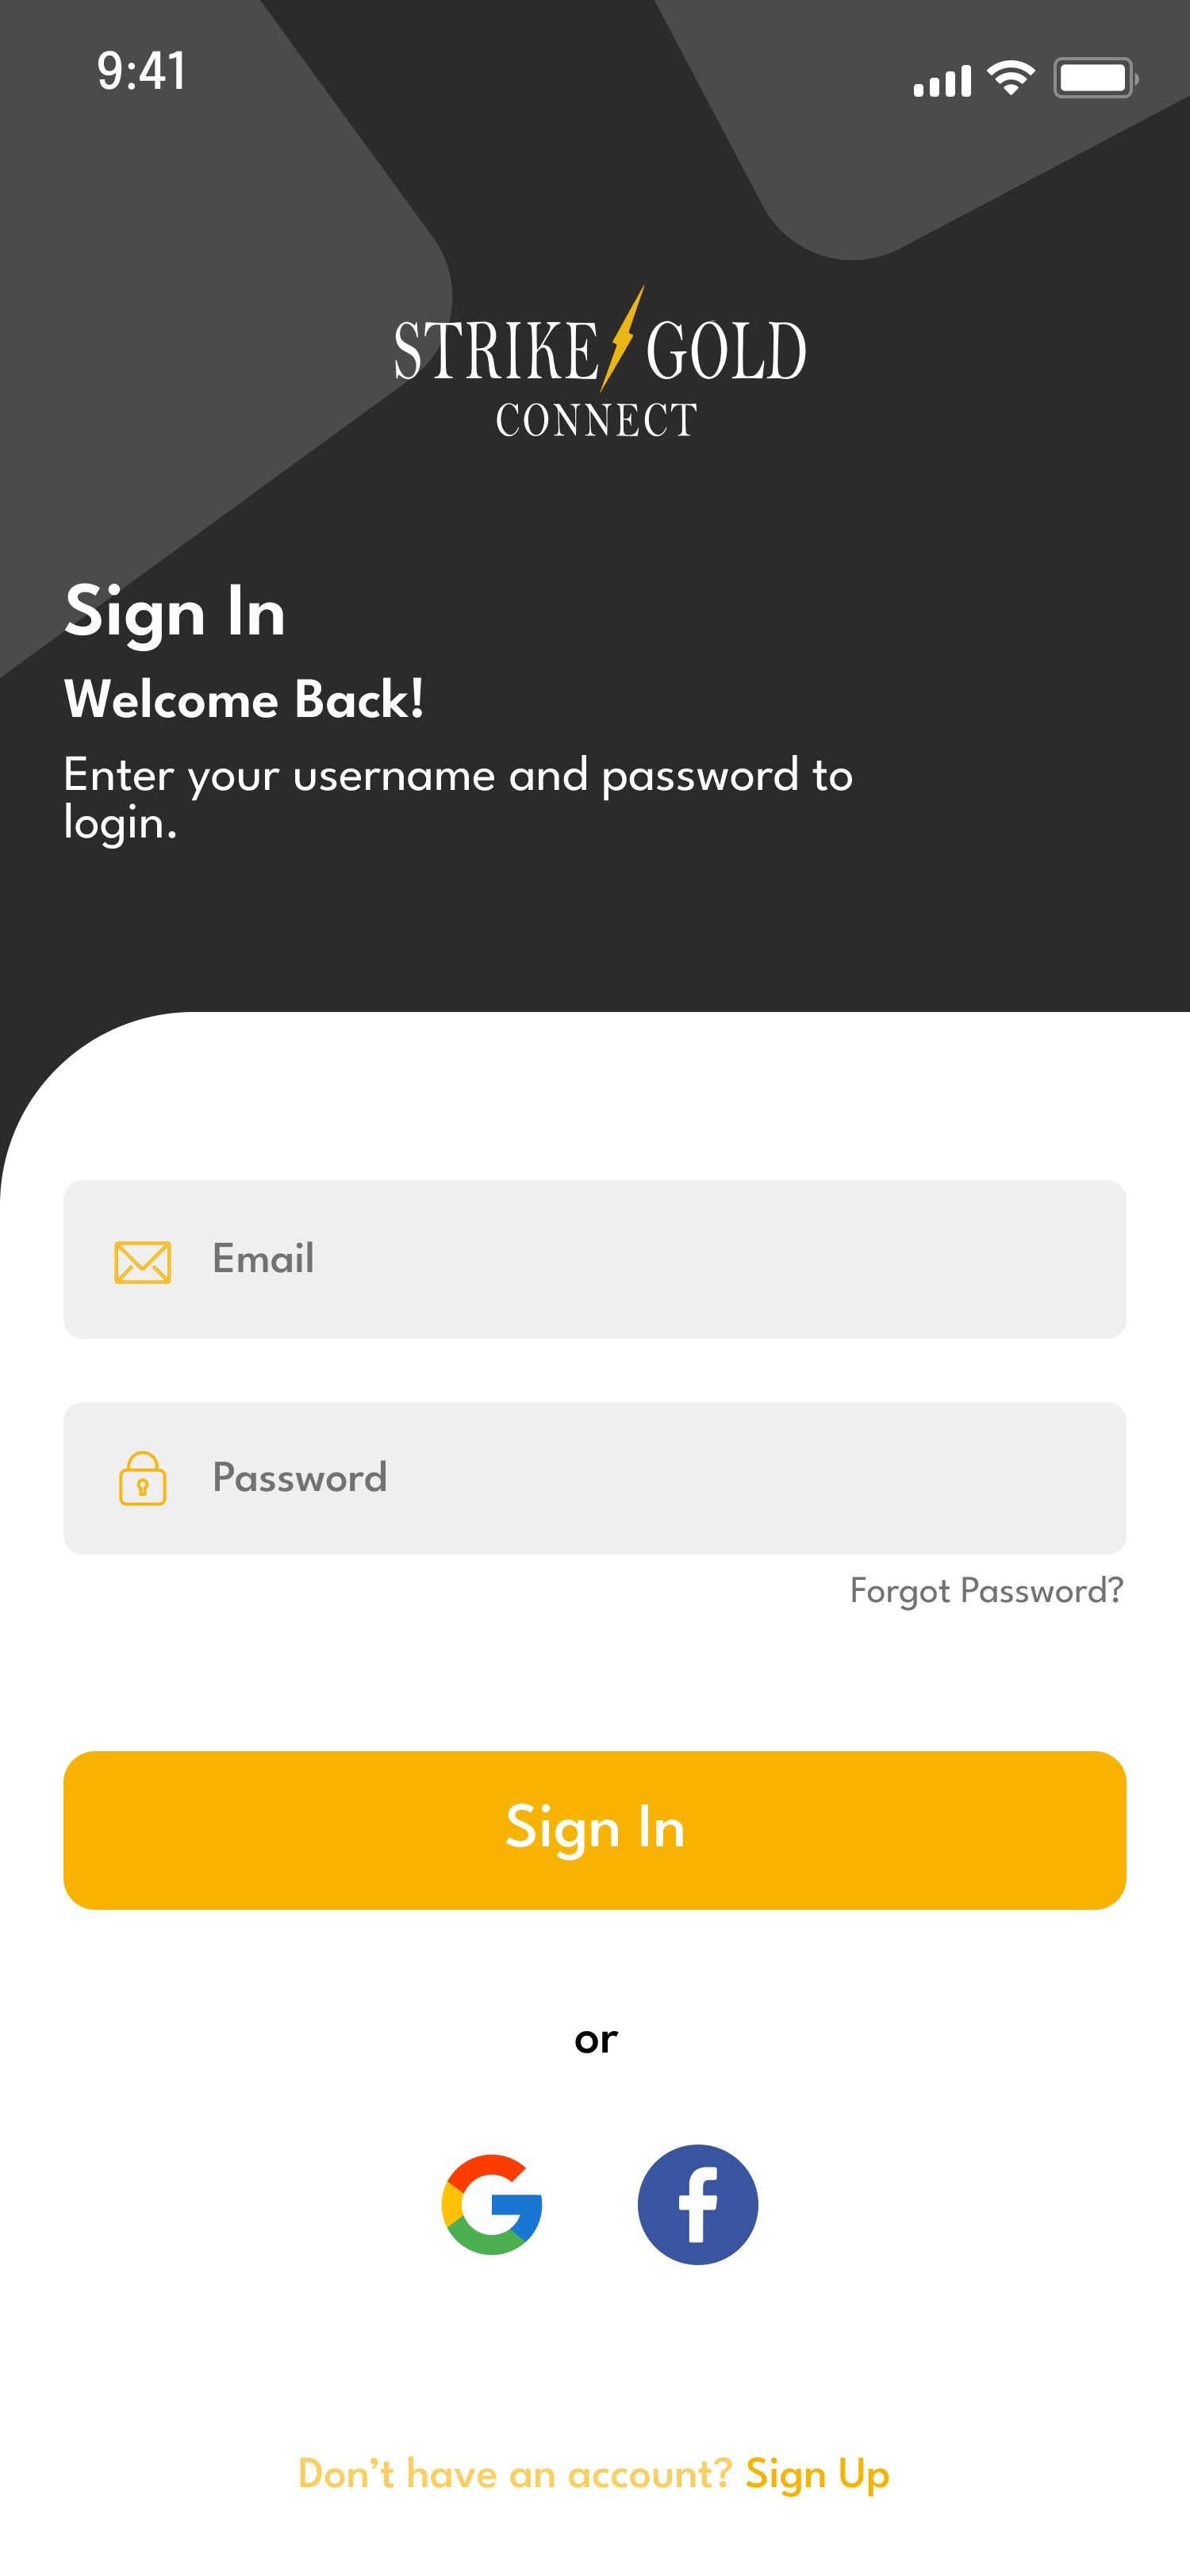 9:41
STRIKE GOLD
CONNECT
Sign In
Welcome Back!
Enter your username and password to
login.
Email
Password
Forgot Password?
Sign In
or
Don’t have an account? Sign Up